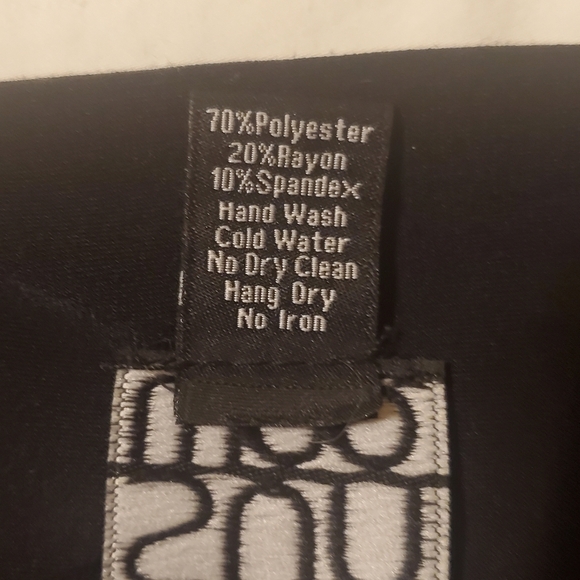 70%Polyester
20%Rayon
10%Spandex
Hand Wash
Cold Water
No Dry Clean
Hang Dry
No Iron